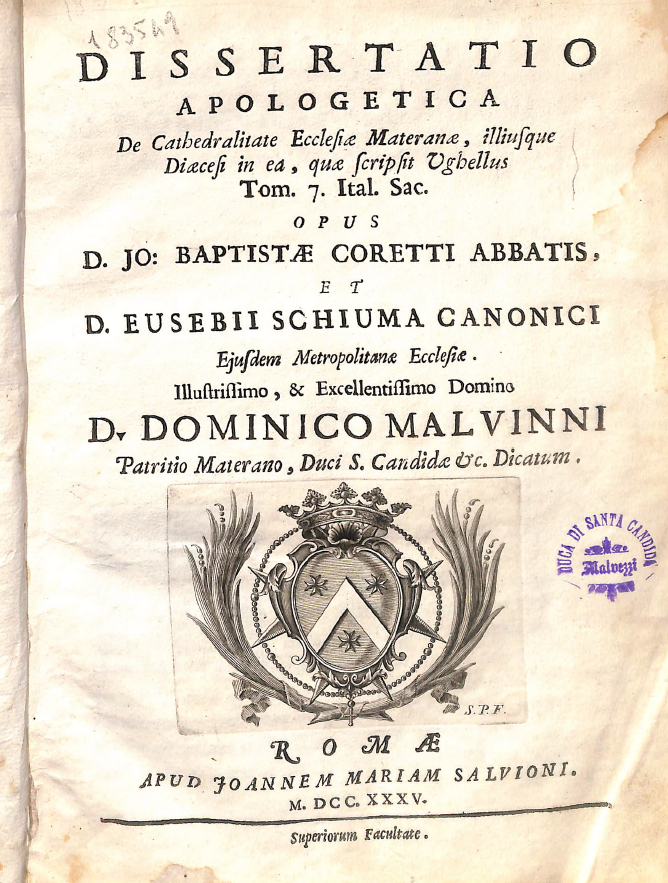 183549
DISSERTATIO
APOLOGETICA
De Cathedralitate Ecclesiæ Materanæ, illiusque
Diœcesi in ea, quæ scripsit Vghellus
Tom. 7. Ital. Sac.
OPUS
D. JO: BAPTISTÆ CORETTI ABBATIS,
ET
D. EUSEBII SCHIUMA CANONICI
Ejusdem Metropolitanæ Ecclesiæ.
Illustrissimo, & Excellentissimo Domino
D. DOMINICO MALVINNI
Patritio Materano, Duci S. Candidæ &c. Dicatum.
DUCA DI SANTA CANDIDA
Malvezzi
S.P.F.
ROMÆ
APUD JOANNEM MARIAM SALVIONI.
M. DCC. XXXV.
Superiorum Facultate.